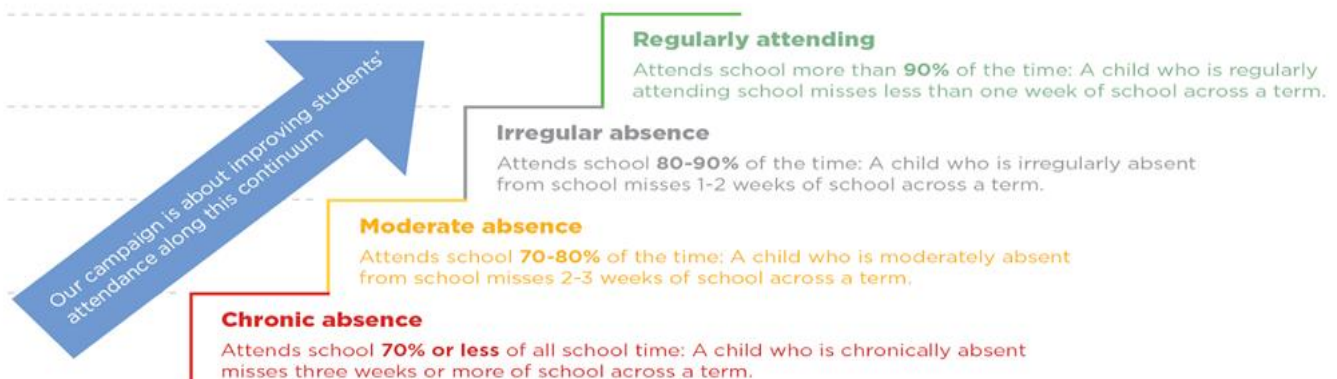 Our campaign is about improving students'
attendance along this continuum
Regularly attending
Attends school more than 90% of the time: A child who is regularly
attending school misses less than one week of school across a term.
Irregular absence
Attends school 80-90% of the time: A child who is irregularly absent
from school misses 1-2 weeks of school across a term.
Moderate absence
Attends school 70-80% of the time: A child who is moderately absent
from school misses 2-3 weeks of school across a term.
Chronic absence
Attends school 70% or less of all school time: A child who is chronically absent
misses three weeks or more of school across a term.